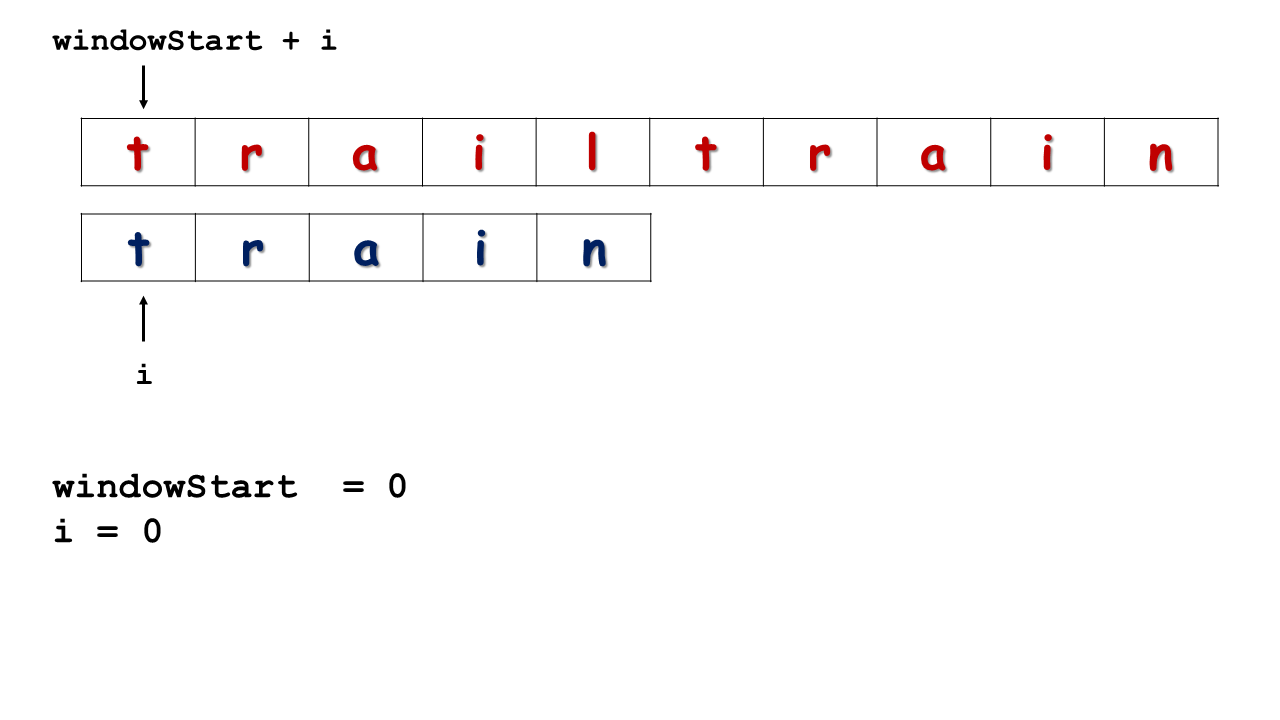 windowStart + i
t r a i l t r a i n
t r a i n
i
windowStart = 0
i = 0